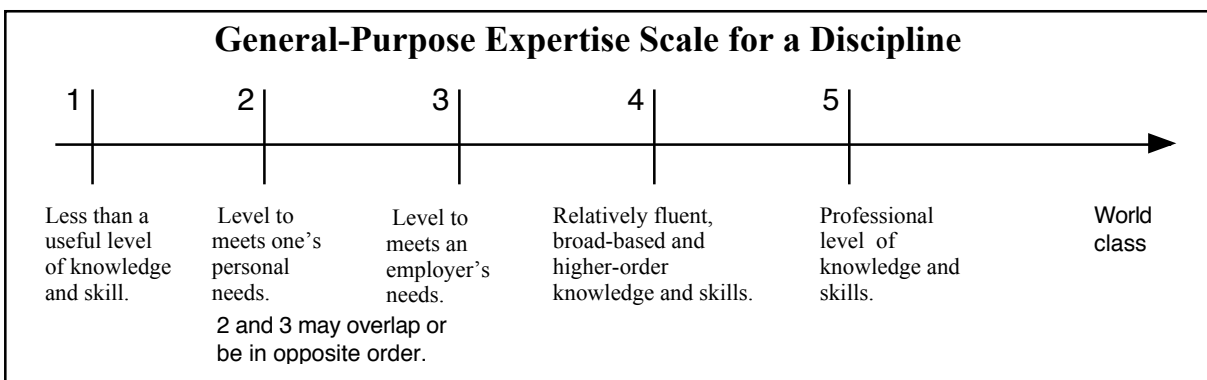 General-Purpose Expertise Scale for a Discipline
1
2
3
4
5
Less than a
useful level
of knowledge
and skill.
Level to
meets one's
personal
needs.
Level to
meets an
employer's
needs.
2 and 3 may overlap or
be in opposite order.
Relatively fluent,
broad-based and
higher-order
knowledge and skills.
Professional
level of
knowledge and
skills.
World
class